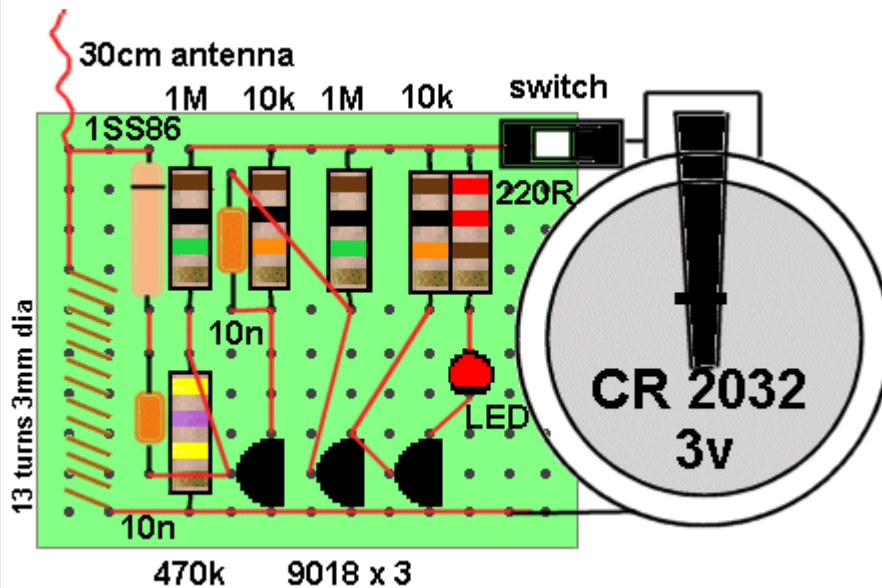 30cm antenna
1M 10k 1M 10k switch
1SS86
220R
10n
13 turns 3mm dia
LED
CR 2032
3v
10n
470k 9018 x 3